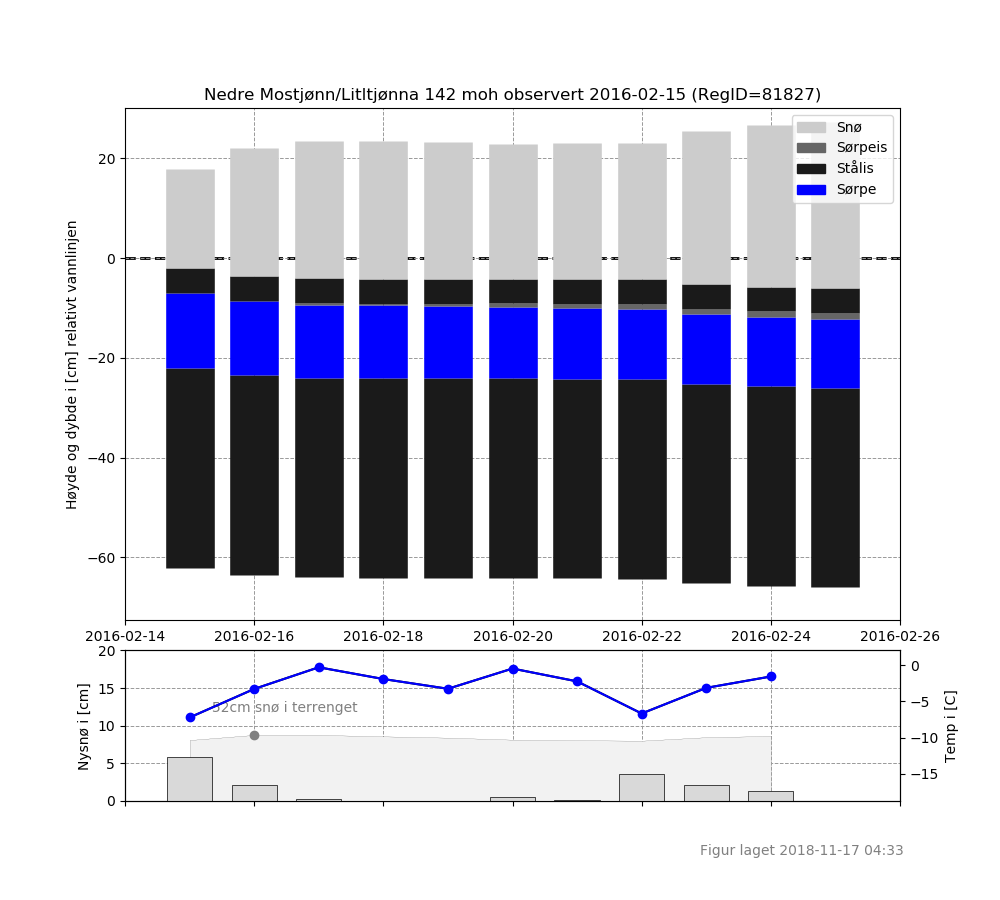 Nedre Mostjønn/Litltjønna 142 moh observert 2016-02-15 (RegID=81827)
Snø
Sørpeis
Stålis
Sørpe
Høyde og dybde i [cm] relativt vannlinjen
20
0
−20
−40
−60
2016-02-14
2016-02-16
2016-02-18
2016-02-20
2016-02-22
2016-02-24
2016-02-26
Nysnø i [cm]
20
15
10
5
0
52cm snø i terrenget
0
−5
−10
−15
Temp i [C]
Figur laget 2018-11-17 04:33